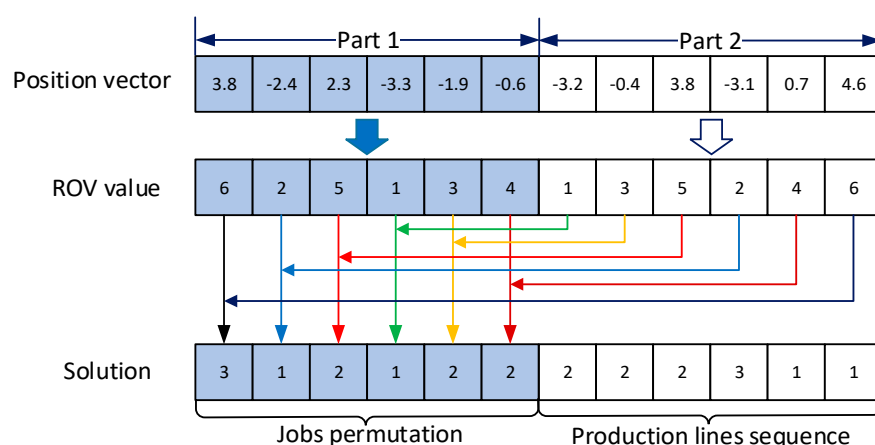 Part 1 Part 2
Position vector 3.8 -2.4 2.3 -3.3 -1.9 -0.6 -3.2 -0.4 3.8 -3.1 0.7 4.6
ROV value 6 2 5 1 3 4 1 3 5 2 4 6
Solution 3 1 2 1 2 2 2 2 2 3 1 1
Jobs permutation Production lines sequence